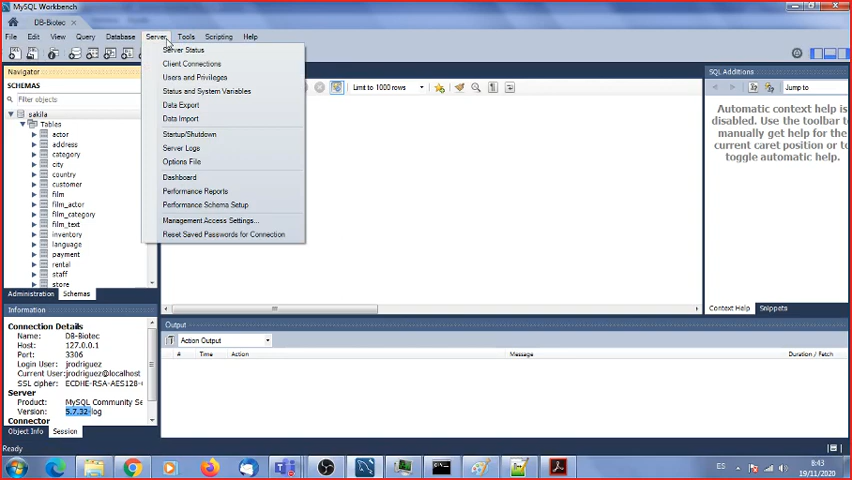 MySQL Workbench
DB-Biotec
File Edit View Query Database Server Tools Scripting Help
Server Status
Client Connections
Users and Privileges
Status and System Variables
Data Export
Data Import
Startup/Shutdown
Server Logs
Options File
Dashboard
Performance Reports
Performance Schema Setup
Management Access Settings...
Reset Saved Passwords for Connection
Navigator
SCHEMAS
Filter objects
sakila
Tables
actor
address
category
city
country
customer
film
film_actor
film_category
film_text
inventory
language
payment
rental
staff
store
Administration Schemas
Information
Connection Details
Name: DB-Biotec
Host: 127.0.0.1
Port: 3306
Login User: jrodriguez
Current User: jrodriguez@localhost
SSL cipher: ECDHE-RSA-AES128-
Server
Product: MySQL Community Se
Version: 5.7.32-log
Connector
Object Info Session
Limit to 1000 rows
SQL Additions
Jump to
Automatic context help is
disabled. Use the toolbar to
manually get help for the
current caret position or to
toggle automatic help.
Context Help Snippets
Output
Action Output
# Time Action Message Duration / Fetch
Ready
ES 8:43
19/11/2020